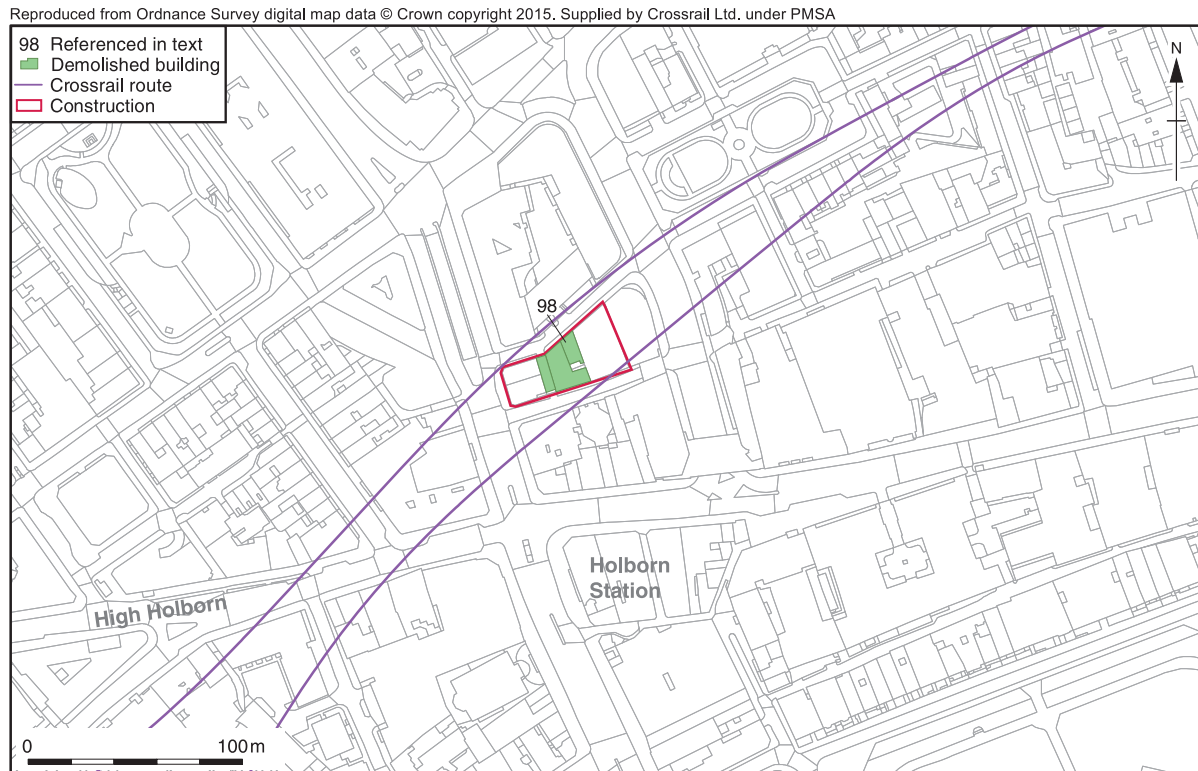 Reproduced from Ordnance Survey digital map data © Crown copyright 2015. Supplied by Crossrail Ltd. under PMSA
98 Referenced in text
Demolished building
Crossrail route
Construction
N
98
Holborn
Station
High Holborn
0 100m